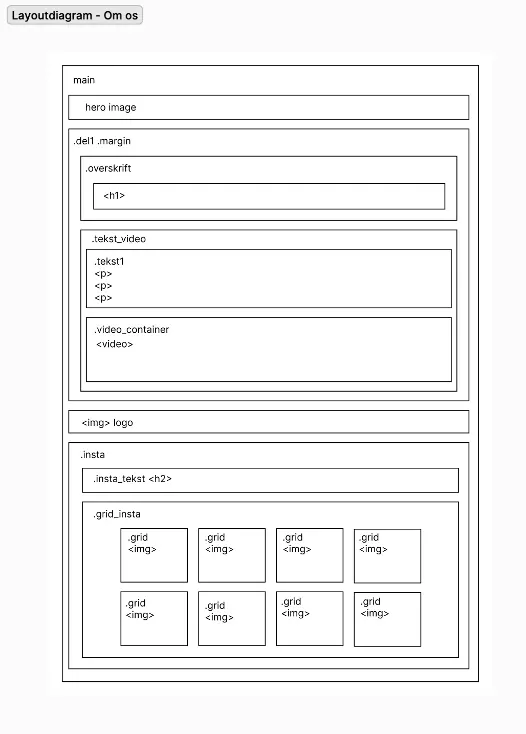 Layoutdiagram - Om os
main
hero image
.del1 .margin
.overskrift
<h1>
.tekst_video
.tekst1
<p>
<p>
<p>
.video_container
<video>
<img> logo
.insta
.insta_tekst <h2>
.grid_insta
.grid
<img>
.grid
<img>
.grid
<img>
.grid
<img>
.grid
<img>
.grid
<img>
.grid
<img>
.grid
<img>